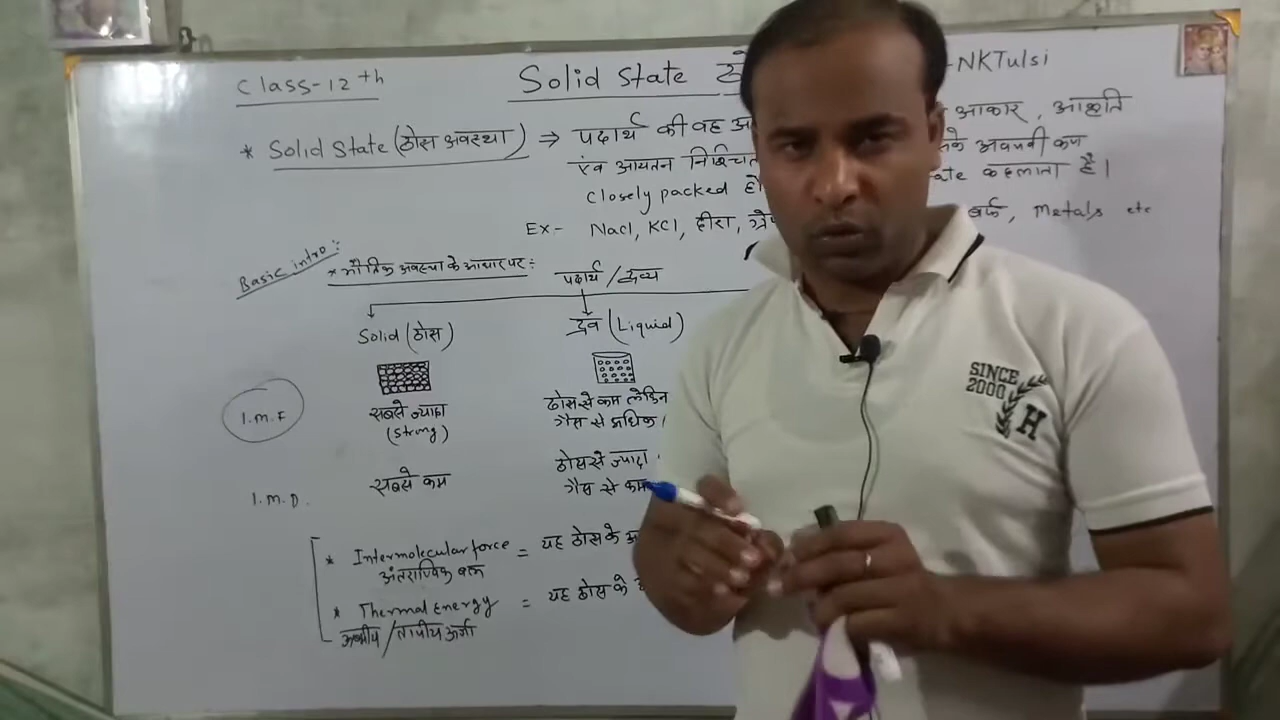 Class-12th
Solid State
-NKTulsi
* Solid State (ठोस अवस्था) ⇒ पदार्थ की वह आकार, आकृति
एंव आयतन निश्चित के अवयवी कण
Closely packed हो ate कहलाता है।
Ex- Nacl, KCl, हीरा, बर्फ, Metals etc
Basic intro:
* भौतिक अवस्था के आधार पर:
पदार्थ / द्रव्य
Solid (ठोस) द्रव (Liquid)
I.M.F सबसे ज्यादा ठोस से कम लेकिन
(strong) गैस से अधिक।
I.M.D. सबसे कम ठोस से ज्यादा।
गैस से कम
* Intermolecular force = यह ठोस के
अंतराण्विक बल
* Thermal Energy = यह ठोस के
ऊष्मीय / तापीय ऊर्जा
SINCE
2000
H